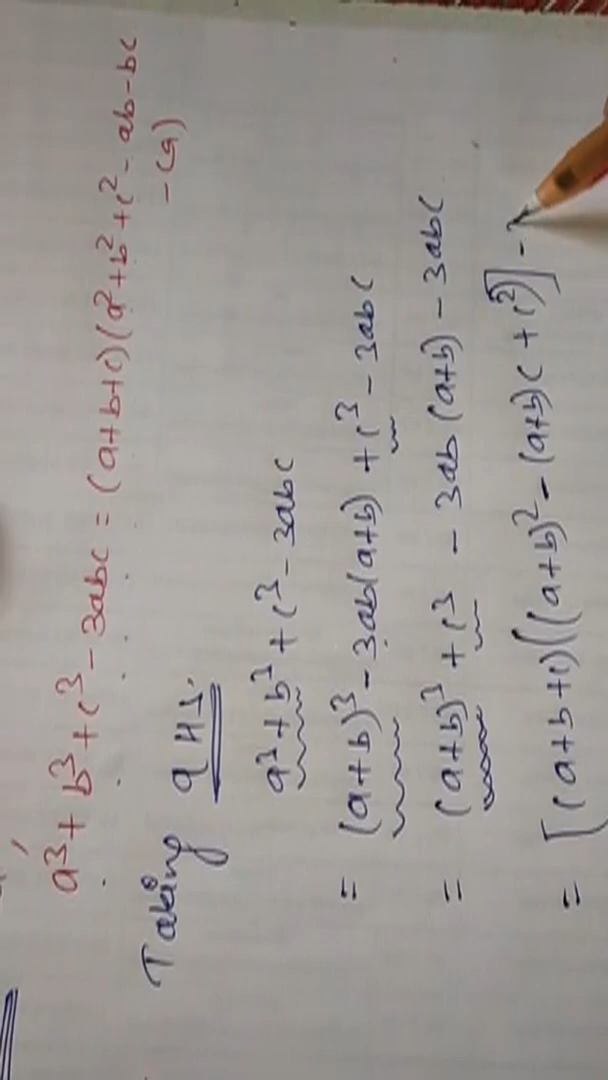 a³ + b³ + c³ - 3abc = (a+b+c)(a²+b²+c² - ab - bc
- ca)
Taking LHS.
a³ + b³ + c³ - 3abc
= (a+b)³ - 3ab(a+b) + c³ - 3abc
= (a+b)³ + c³ - 3ab(a+b) - 3abc
= [(a+b+c)((a+b)² - (a+b)c + c²)] -